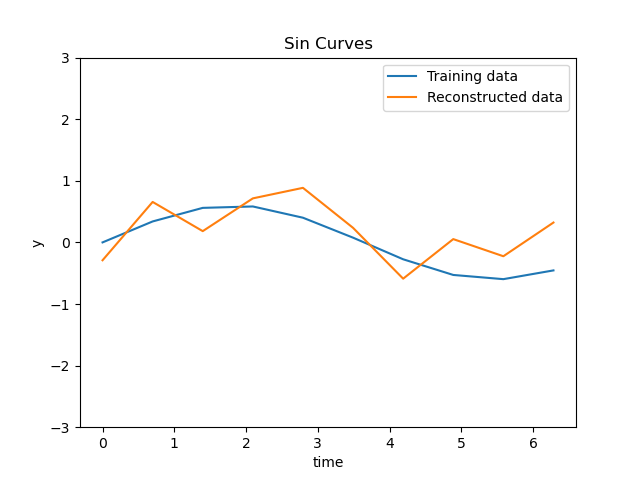 Sin Curves
Training data
Reconstructed data
3
2
1
0
−1
−2
−3
y
0 1 2 3 4 5 6
time